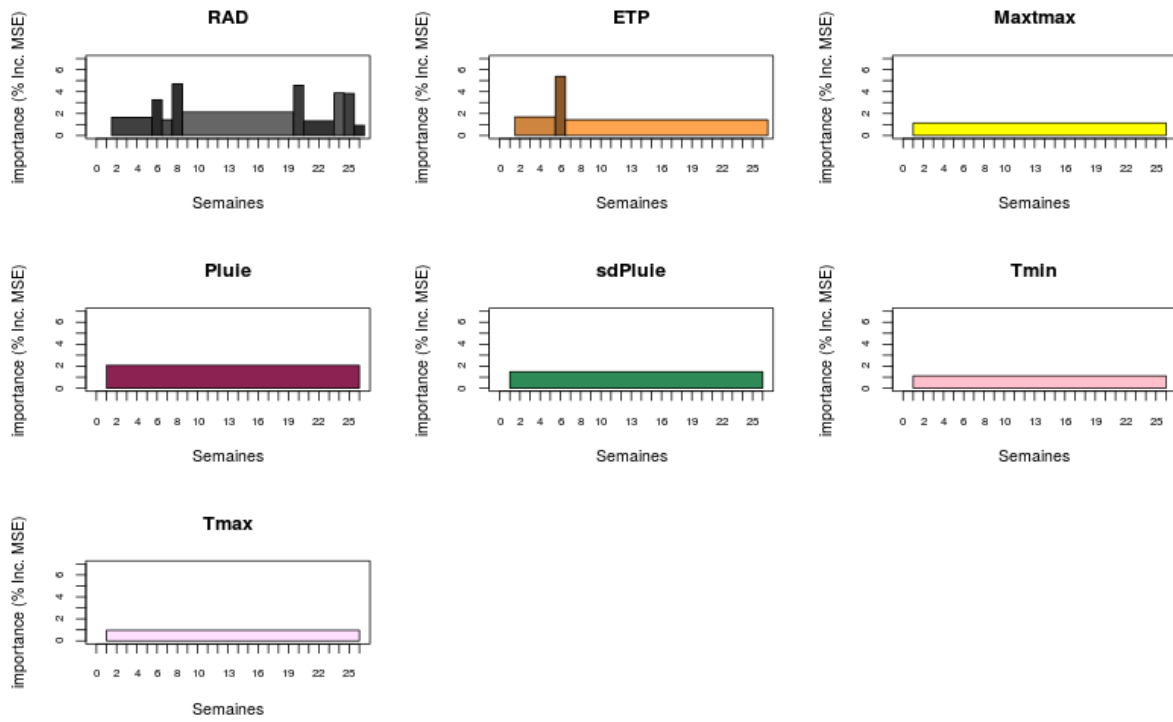 RAD
importance (% Inc. MSE)
0 2 4 6
0 2 4 6 8 10 13 16 19 22 25
Semaines
ETP
importance (% Inc. MSE)
0 2 4 6
0 2 4 6 8 10 13 16 19 22 25
Semaines
Maxtmax
importance (% Inc. MSE)
0 2 4 6
0 2 4 6 8 10 13 16 19 22 25
Semaines
Pluie
importance (% Inc. MSE)
0 2 4 6
0 2 4 6 8 10 13 16 19 22 25
Semaines
sdPluie
importance (% Inc. MSE)
0 2 4 6
0 2 4 6 8 10 13 16 19 22 25
Semaines
Tmin
importance (% Inc. MSE)
0 2 4 6
0 2 4 6 8 10 13 16 19 22 25
Semaines
Tmax
importance (% Inc. MSE)
0 2 4 6
0 2 4 6 8 10 13 16 19 22 25
Semaines